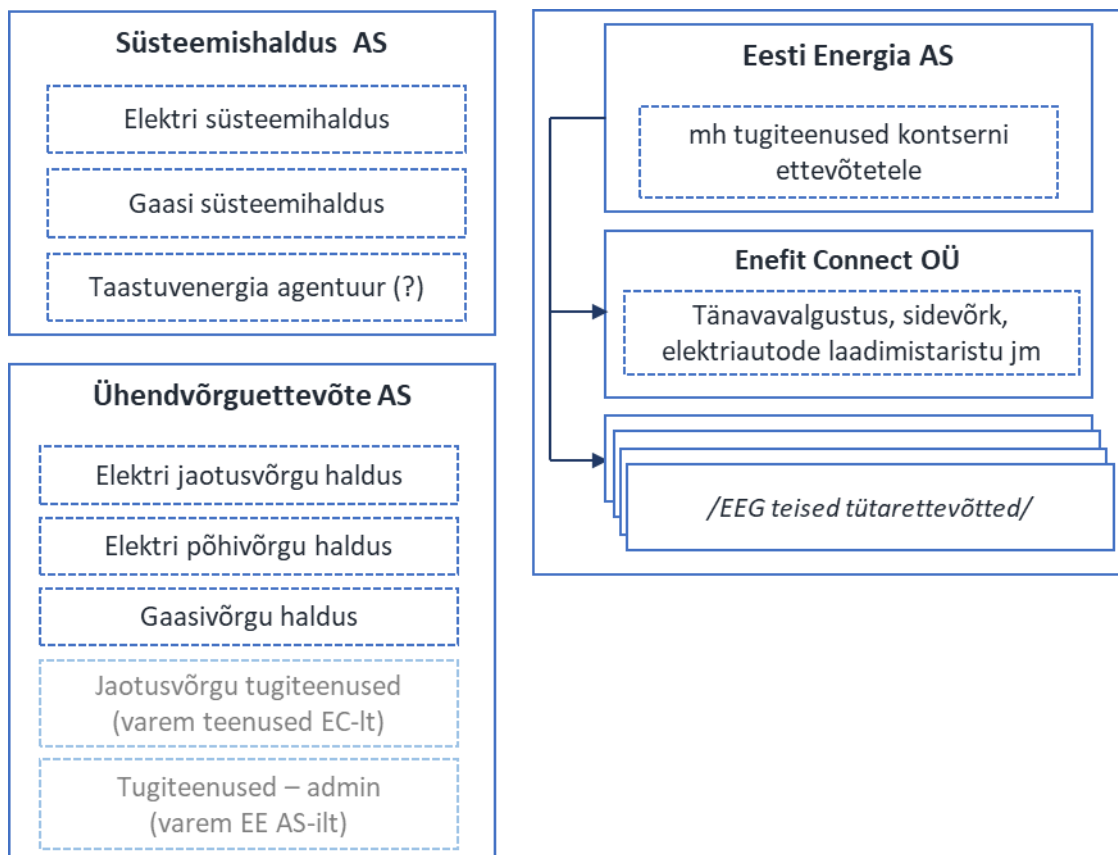 Süsteemishaldus AS
Elektri süsteemihaldus
Gaasi süsteemihaldus
Taastuvenergia agentuur (?)
Ühendvõrguettevõte AS
Elektri jaotusvõrgu haldus
Elektri põhivõrgu haldus
Gaasivõrgu haldus
Jaotusvõrgu tugiteenused
(varem teenused EC-lt)
Tugiteenused – admin
(varem EE AS-ilt)
Eesti Energia AS
mh tugiteenused kontserni
ettevõtetele
Enefit Connect OÜ
Tänavavalgustus, sidevõrk,
elektriautode laadimistaristu jm
/EEG teised tütarettevõtted/